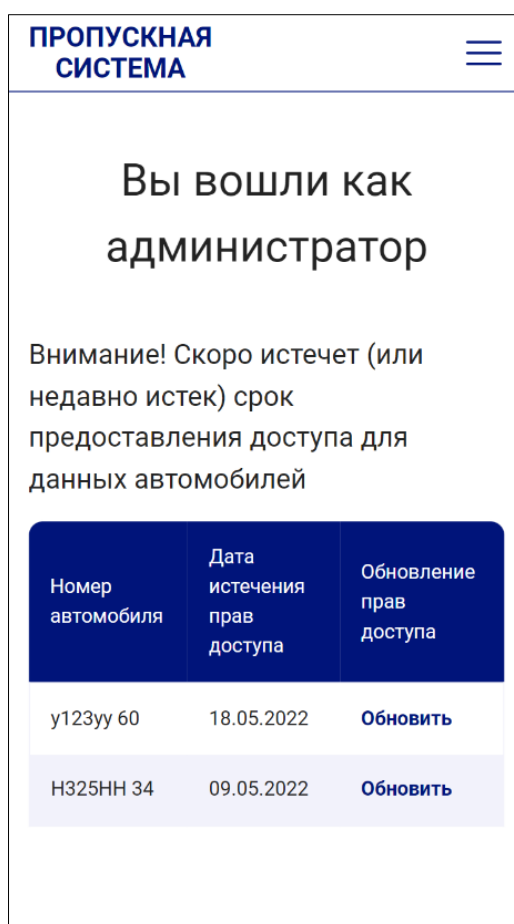 ПРОПУСКНАЯ
СИСТЕМА
Вы вошли как
администратор
Внимание! Скоро истечет (или
недавно истек) срок
предоставления доступа для
данных автомобилей
Номер
автомобиля
Дата
истечения
прав
доступа
Обновление
прав
доступа
у123уу 60 18.05.2022 Обновить
Н325НН 34 09.05.2022 Обновить